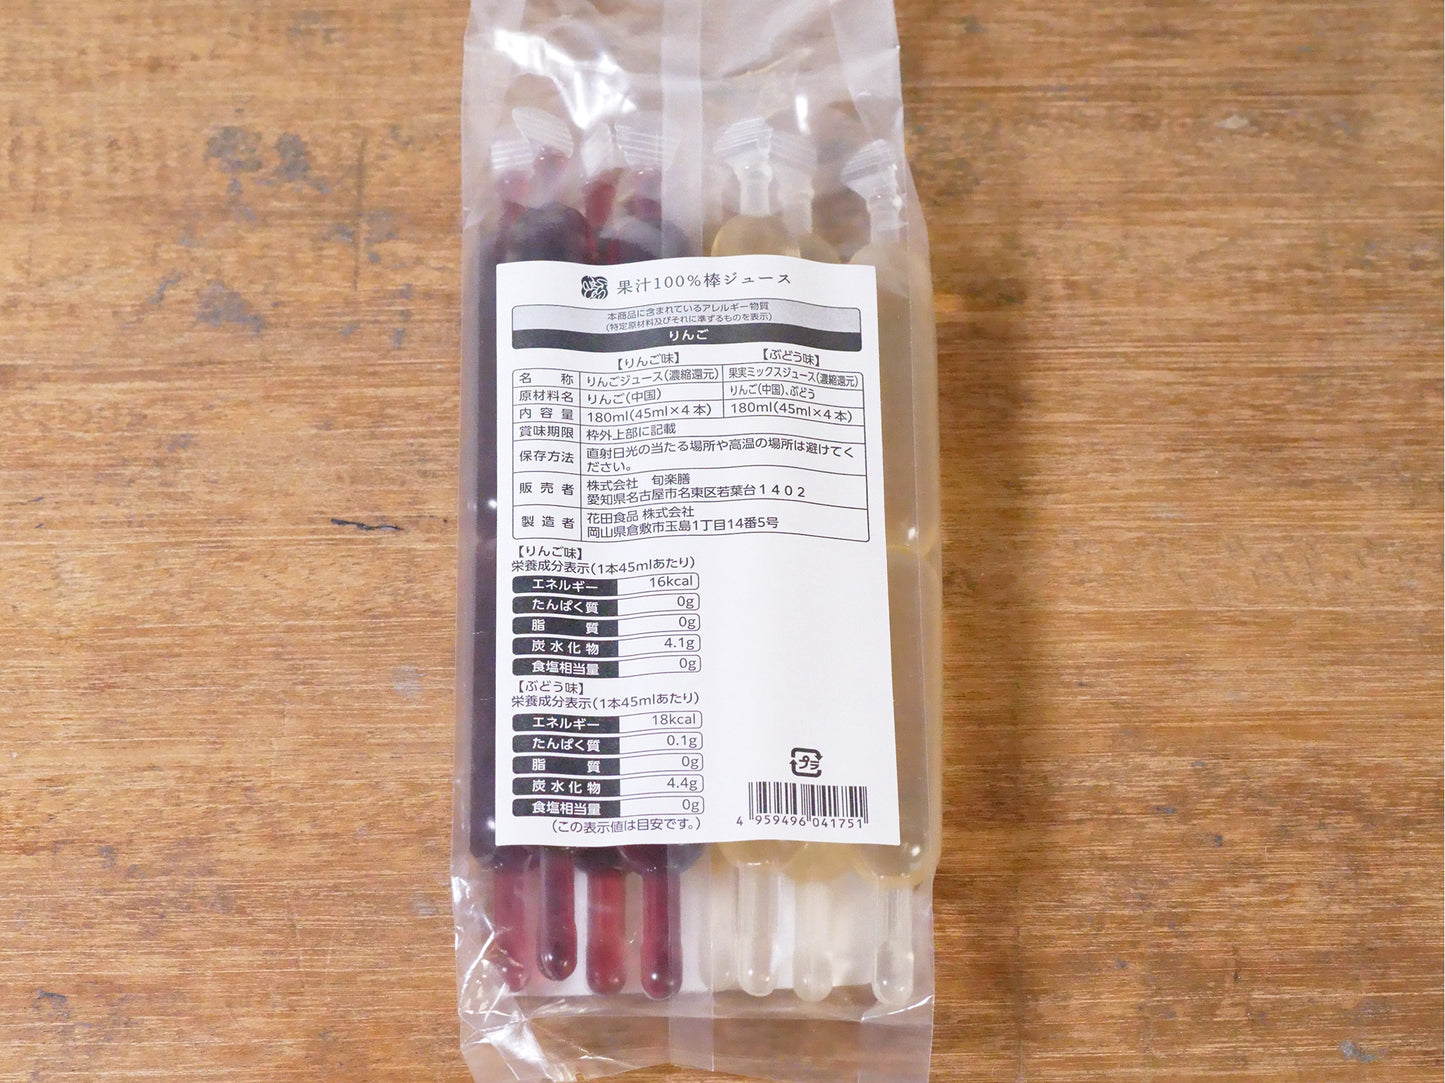 果汁100%棒ジュース
本商品に含まれているアレルギー物質
(特定原材料及びそれに準ずるものを表示)
りんご
【りんご味】 【ぶどう味】
名称 りんごジュース(濃縮還元) 果実ミックスジュース(濃縮還元)
原材料名 りんご(中国) りんご(中国)、ぶどう
内容量 180ml(45ml×4本) 180ml(45ml×4本)
賞味期限 枠外上部に記載
保存方法 直射日光の当たる場所や高温の場所は避けてく
ださい。
販売者 株式会社 旬楽膳
愛知県名古屋市名東区若葉台1402
製造者 花田食品 株式会社
岡山県倉敷市玉島1丁目14番5号
【りんご味】
栄養成分表示(1本45mlあたり)
エネルギー 16kcal
たんぱく質 0g
脂質 0g
炭水化物 4.1g
食塩相当量 0g
【ぶどう味】
栄養成分表示(1本45mlあたり)
エネルギー 18kcal
たんぱく質 0.1g
脂質 0g
炭水化物 4.4g
食塩相当量 0g
(この表示値は目安です。)
プラ
4 959496 041751